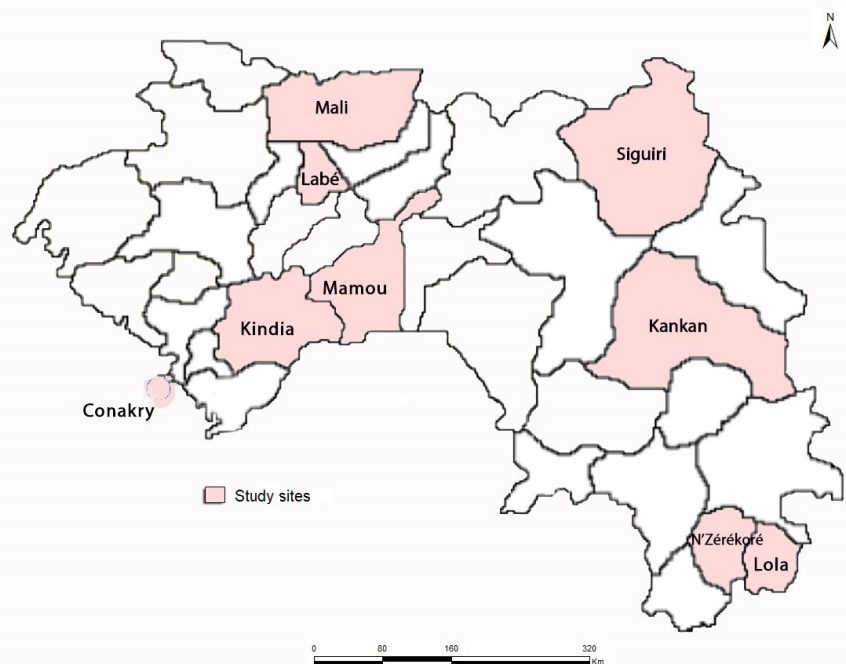 N
Mali
Siguiri
Labé
Mamou
Kindia
Kankan
Conakry
Study sites
N'Zérékoré
Lola
0 80 160 320
Km